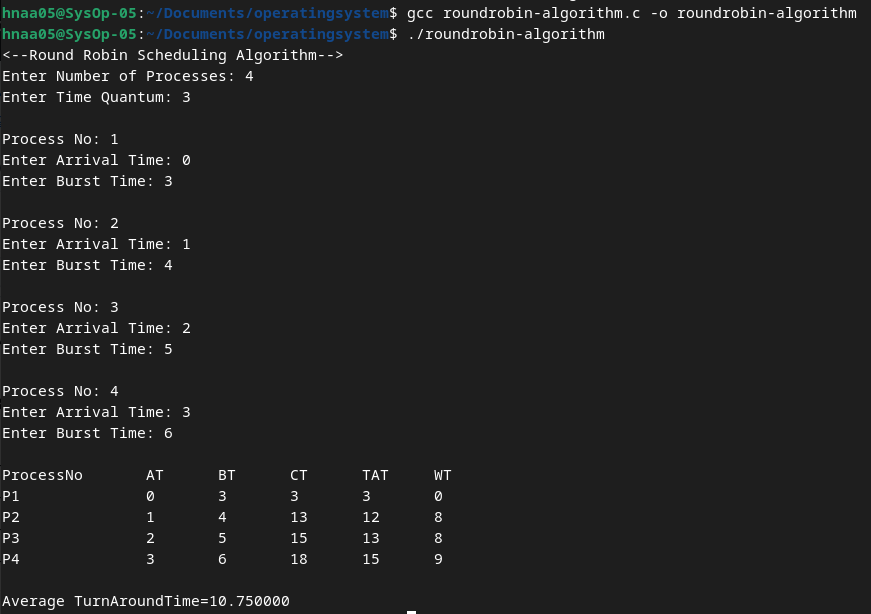 hnaa05@SysOp-05:~/Documents/operatingsystem$ gcc roundrobin-algorithm.c -o roundrobin-algorithm
hnaa05@SysOp-05:~/Documents/operatingsystem$ ./roundrobin-algorithm
<--Round Robin Scheduling Algorithm-->
Enter Number of Processes: 4
Enter Time Quantum: 3
Process No: 1
Enter Arrival Time: 0
Enter Burst Time: 3
Process No: 2
Enter Arrival Time: 1
Enter Burst Time: 4
Process No: 3
Enter Arrival Time: 2
Enter Burst Time: 5
Process No: 4
Enter Arrival Time: 3
Enter Burst Time: 6
ProcessNo AT BT CT TAT WT
P1 0 3 3 3 0
P2 1 4 13 12 8
P3 2 5 15 13 8
P4 3 6 18 15 9
Average TurnAroundTime=10.750000